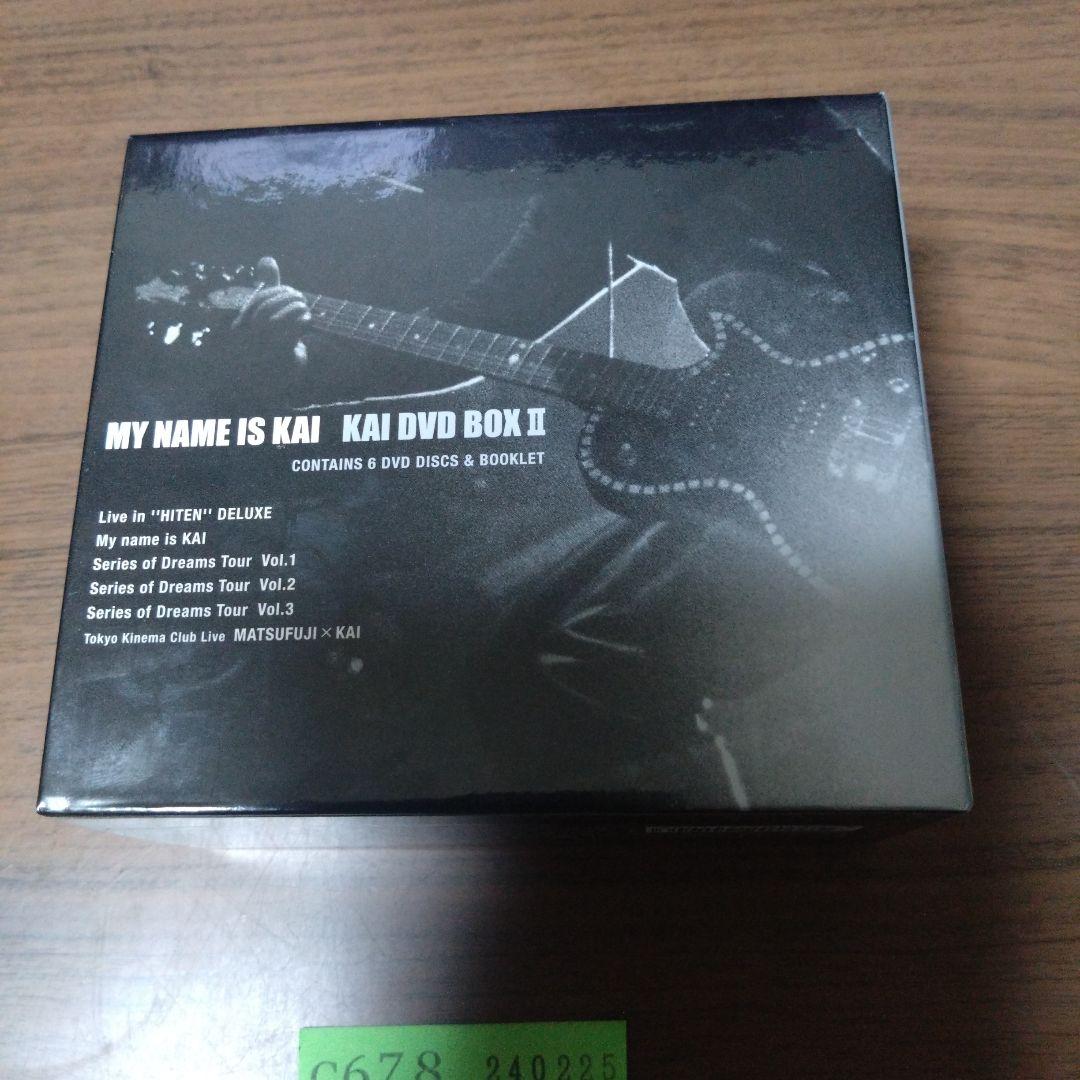 MY NAME IS KAI KAI DVD BOX II
CONTAINS 6 DVD DISCS & BOOKLET
Live in "HITEN" DELUXE
My name is KAI
Series of Dreams Tour Vol.1
Series of Dreams Tour Vol.2
Series of Dreams Tour Vol.3
Tokyo Kinema Club Live MATSUFUJI×KAI
C678 240225